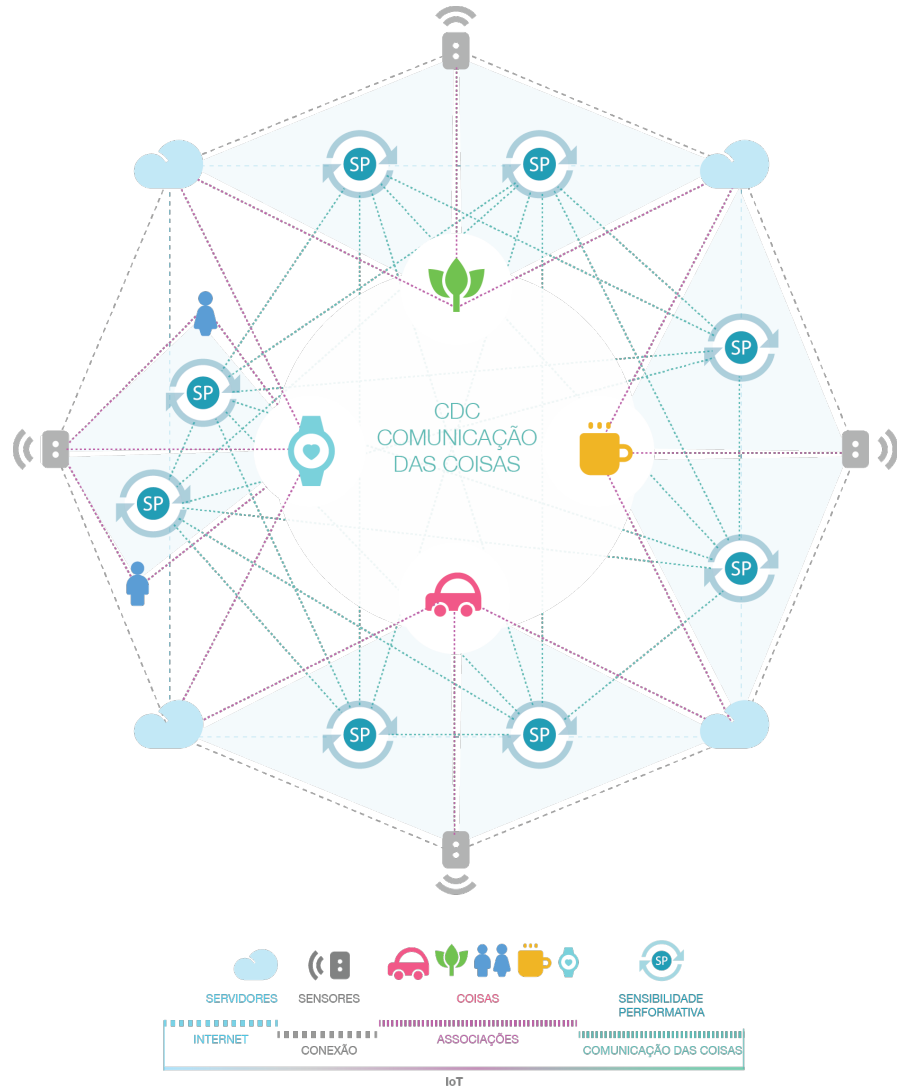 SP
SP
SP
SP
CDC
COMUNICAÇÃO
DAS COISAS
SP
SP
SP
SP
SP
SERVIDORES
SENSORES
COISAS
SENSIBILIDADE
PERFORMATIVA
INTERNET
CONEXÃO
ASSOCIAÇÕES
COMUNICAÇÃO DAS COISAS
IoT